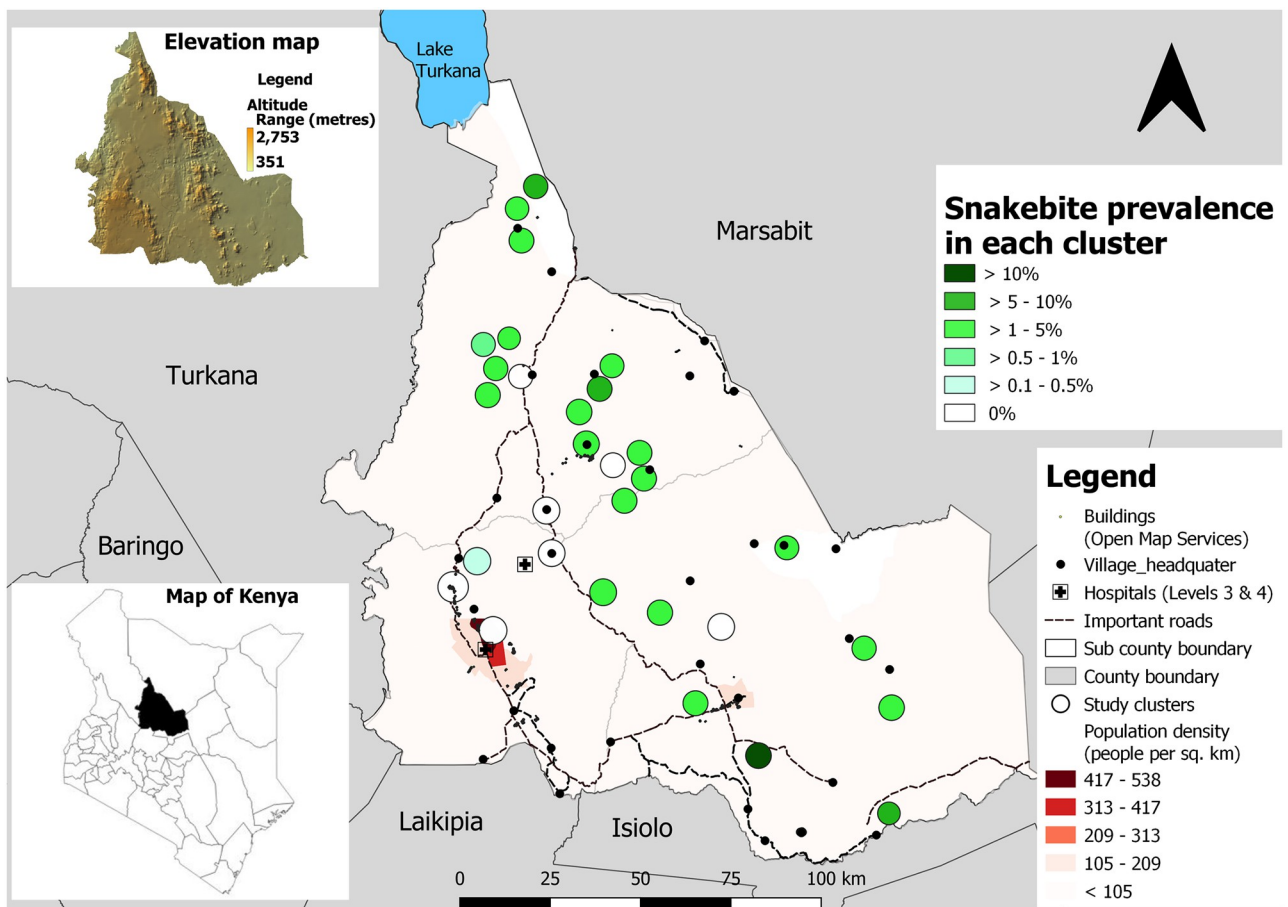 Elevation map
Legend
Altitude
Range (metres)
2,753
351
Lake
Turkana
Marsabit
Turkana
Baringo
Laikipia
Isiolo
Snakebite prevalence
in each cluster
> 10%
> 5 - 10%
> 1 - 5%
> 0.5 - 1%
> 0.1 - 0.5%
0%
Legend
Buildings
(Open Map Services)
Village_headquater
Hospitals (Levels 3 & 4)
Important roads
Sub county boundary
County boundary
Study clusters
Population density
(people per sq. km)
417 - 538
313 - 417
209 - 313
105 - 209
< 105
Map of Kenya
0 25 50 75 100 km